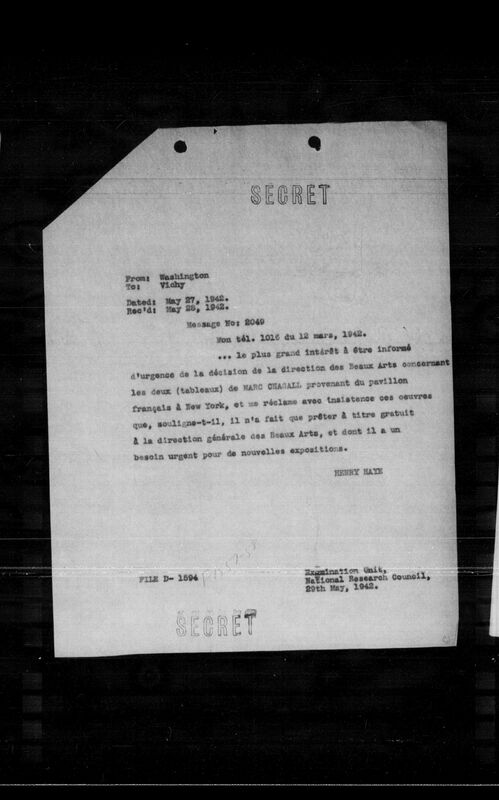 SECRET
From: Washington
To: Vichy
Dated: May 27, 1942.
Rec'd: May 28, 1942.
Message No: 2049
Mon tél. 1016 du 12 mars, 1942.
... le plus grand intérêt à être informé
d'urgence de la décision de la direction des Beaux Arts concernant
les deux (tableaux) de MARC CHAGALL provenant du pavillon
français à New York, et me réclame avec insistence ces oeuvres
que, souligne-t-il, il n'a fait que prêter à titre gratuit
à la direction générale des Beaux Arts, et dont il a un
besoin urgent pour de nouvelles expositions.
HENRY HAYE
FILE D- 1594
Examination Unit,
National Research Council,
29th May, 1942.
SECRET